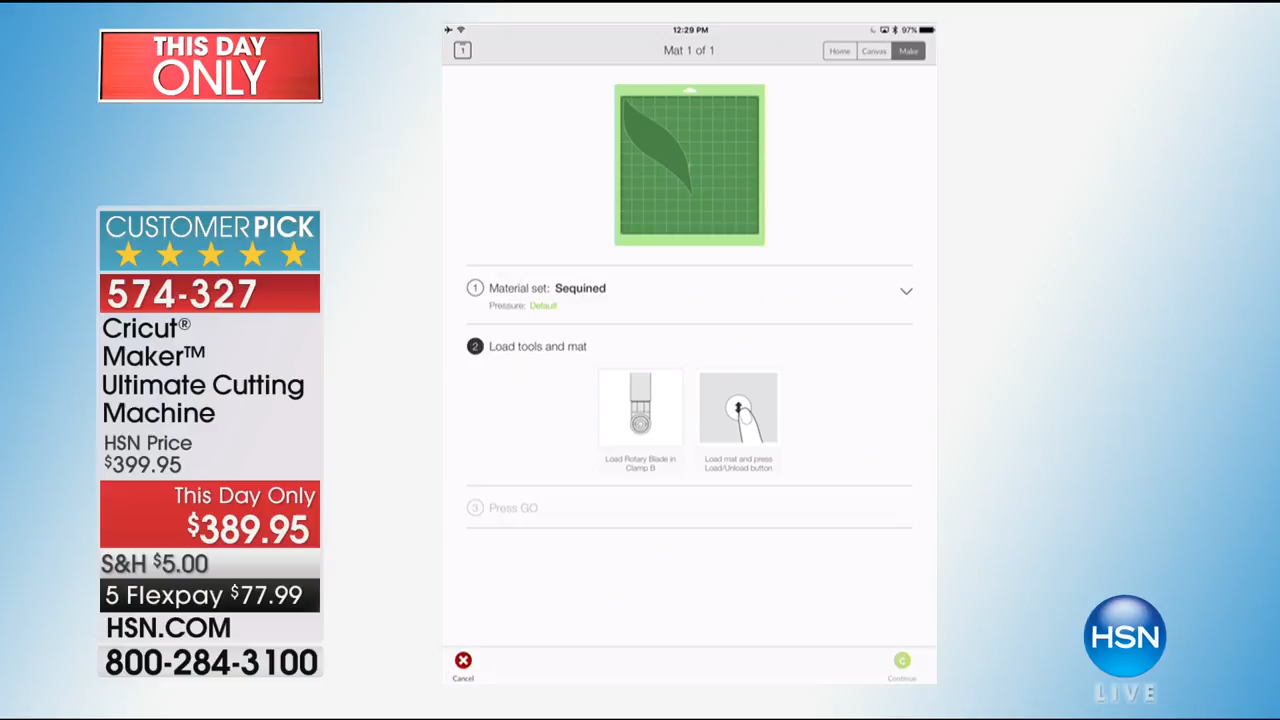 THIS DAY
ONLY
CUSTOMER PICK
574-327
Cricut®
Maker™
Ultimate Cutting
Machine
HSN Price
$399.95
This Day Only
$389.95
S&H $5.00
5 Flexpay $77.99
HSN.COM
800-284-3100
12:29 PM
97%
1
Mat 1 of 1
Home
Canvas
Make
1 Material set: Sequined
Pressure: Default
2 Load tools and mat
Load Rotary Blade in
Clamp B
Load mat and press
Load/Unload button
3 Press GO
Cancel
C
Continue
HSN
LIVE